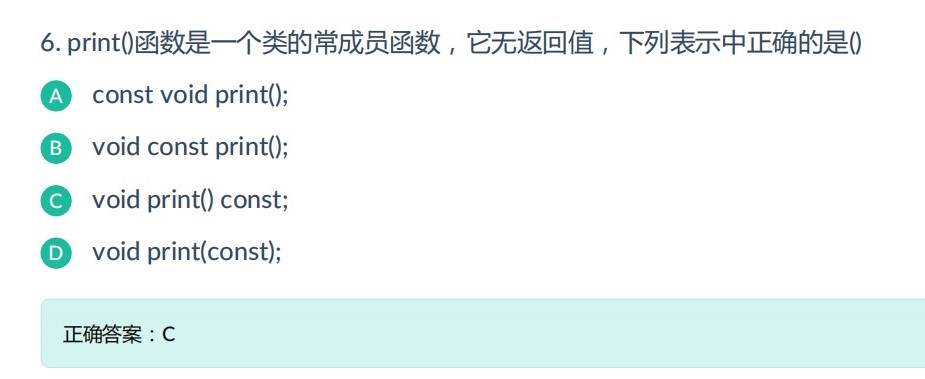 6. print()函数是一个类的常成员函数，它无返回值，下列表示中正确的是()
A const void print();
B void const print();
C void print() const;
D void print(const);
正确答案：C